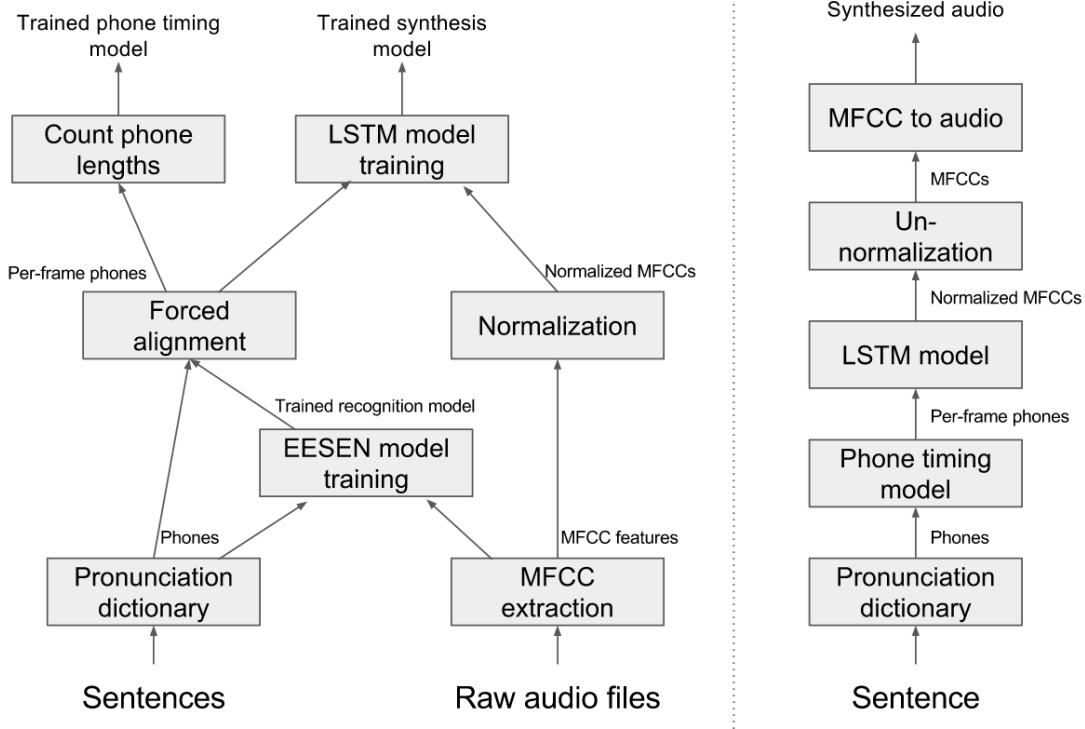 Trained phone timing
model
Trained synthesis
model
Count phone
lengths
LSTM model
training
Per-frame phones
Normalized MFCCs
Forced
alignment
Normalization
Trained recognition model
EESEN model
training
Phones
MFCC features
Pronunciation
dictionary
MFCC
extraction
Sentences
Raw audio files
Synthesized audio
MFCC to audio
MFCCs
Un-
normalization
Normalized MFCCs
LSTM model
Per-frame phones
Phone timing
model
Phones
Pronunciation
dictionary
Sentence